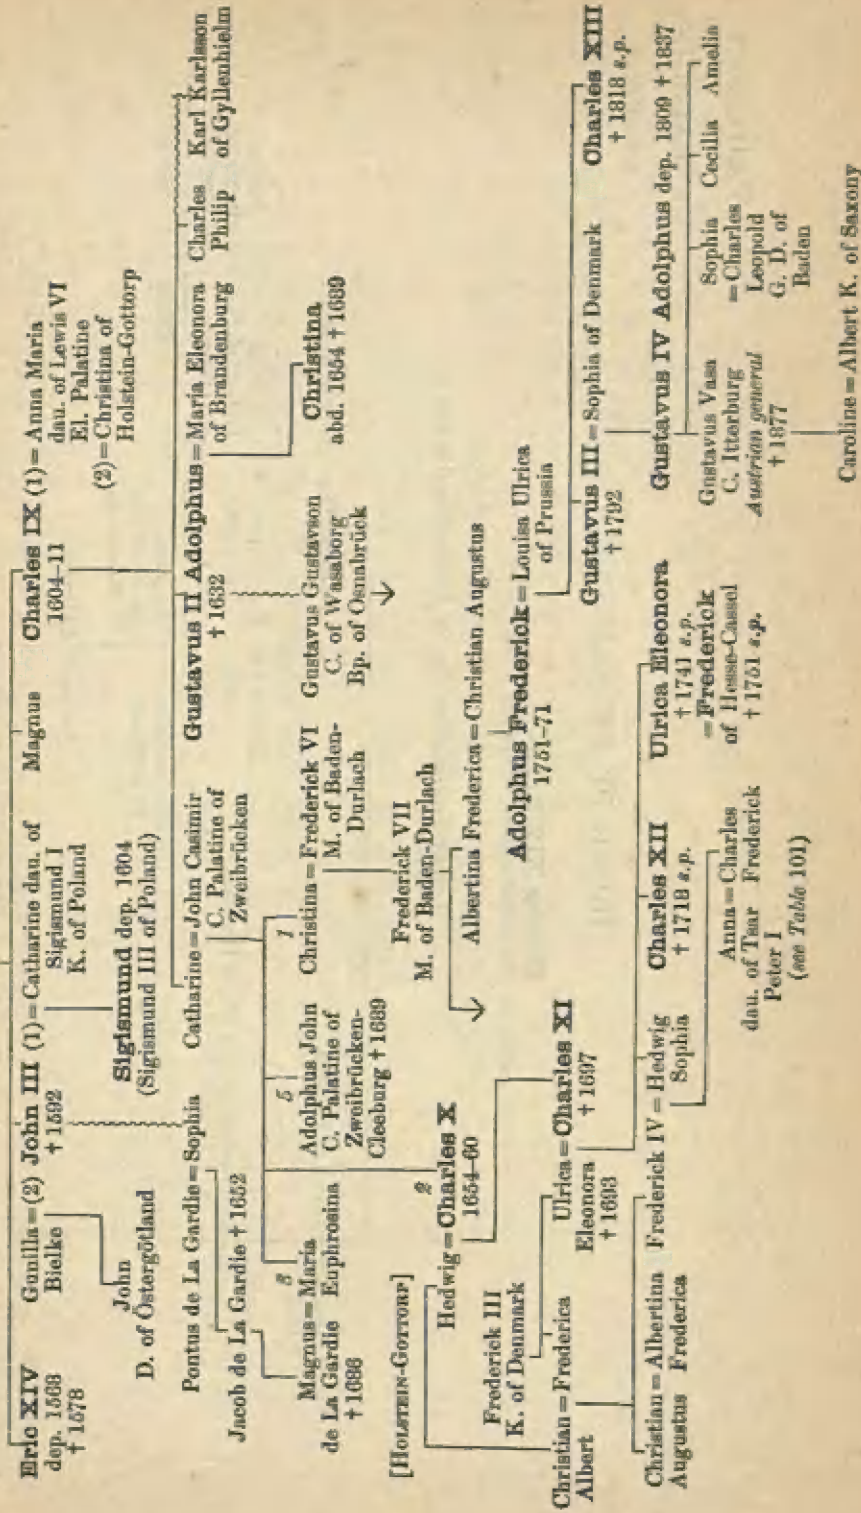 Eric XIV
dep. 1568
† 1578
Gunilla = (2) John III (1) = Catharine dau. of
Bielke
† 1592
Sigismund I
K. of Poland
Magnus
Charles IX (1) = Anna Maria
1604–11
dau. of Lewis VI
El. Palatine
(2) = Christina of
Holstein-Gottorp
John
D. of Östergötland
Sigismund dep. 1604
(Sigismund III of Poland)
Pontus de La Gardie = Sophia
Catharine = John Casimir
C. Palatine of
Zweibrücken
Gustavus II Adolphus = Maria Eleonora
† 1632
of Brandenburg
Charles
Philip
Karl Karlsson
of Gyllenhielm
Jacob de La Gardie † 1652
3
Magnus = Maria
de La Gardie Euphrosina
† 1686
5
Adolphus John
C. Palatine of
Zweibrücken-
Cleeburg † 1689
1
Christina = Frederick VI
M. of Baden-
Durlach
Gustavus Gustavson
C. of Wasaborg
Bp. of Osnabrück
Christina
abd. 1654 † 1689
[HOLSTEIN-GOTTORP]
2
Hedwig = Charles X
1654–60
Frederick VII
M. of Baden-Durlach
Albertina Frederica = Christian Augustus
Frederick III
K. of Denmark
Christian = Frederica
Albert
Ulrica = Charles XI
Eleonora
† 1697
† 1693
Adolphus Frederick = Louisa Ulrica
1751–71
of Prussia
Christian = Albertina
Augustus Frederica
Frederick IV = Hedwig
Sophia
Charles XII
† 1718 s.p.
Ulrica Eleonora
† 1741 s.p.
= Frederick
of Hesse-Cassel
† 1751 s.p.
Gustavus III = Sophia of Denmark
† 1792
Charles XIII
† 1818 s.p.
Anna = Charles
dau. of Tsar Frederick
Peter I
(see Table 101)
Gustavus IV Adolphus dep. 1809 † 1837
Gustavus Vasa
C. Itterburg
Austrian general
† 1877
Sophia
= Charles
Leopold
G. D. of
Baden
Cecilia
Amelia
Caroline = Albert K. of Saxony